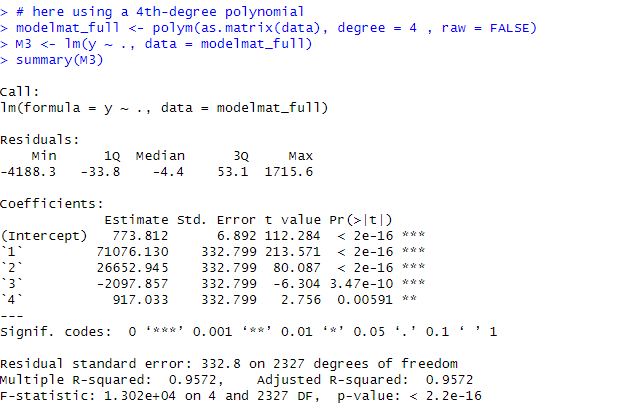 > # here using a 4th-degree polynomial
> modelmat_full <- polym(as.matrix(data), degree = 4 , raw = FALSE)
> M3 <- lm(y ~ ., data = modelmat_full)
> summary(M3)
Call:
lm(formula = y ~ ., data = modelmat_full)
Residuals:
    Min      1Q  Median      3Q     Max
-4188.3   -33.8    -4.4    53.1  1715.6
Coefficients:
             Estimate Std. Error t value Pr(>|t|)
(Intercept)   773.812      6.892 112.284  < 2e-16 ***
`1`         71076.130    332.799 213.571  < 2e-16 ***
`2`         26652.945    332.799  80.087  < 2e-16 ***
`3`         -2097.857    332.799  -6.304 3.47e-10 ***
`4`           917.033    332.799   2.756  0.00591 **
---
Signif. codes:  0 ‘***’ 0.001 ‘**’ 0.01 ‘*’ 0.05 ‘.’ 0.1 ‘ ’ 1
Residual standard error: 332.8 on 2327 degrees of freedom
Multiple R-squared:  0.9572,    Adjusted R-squared:  0.9572
F-statistic: 1.302e+04 on 4 and 2327 DF,  p-value: < 2.2e-16